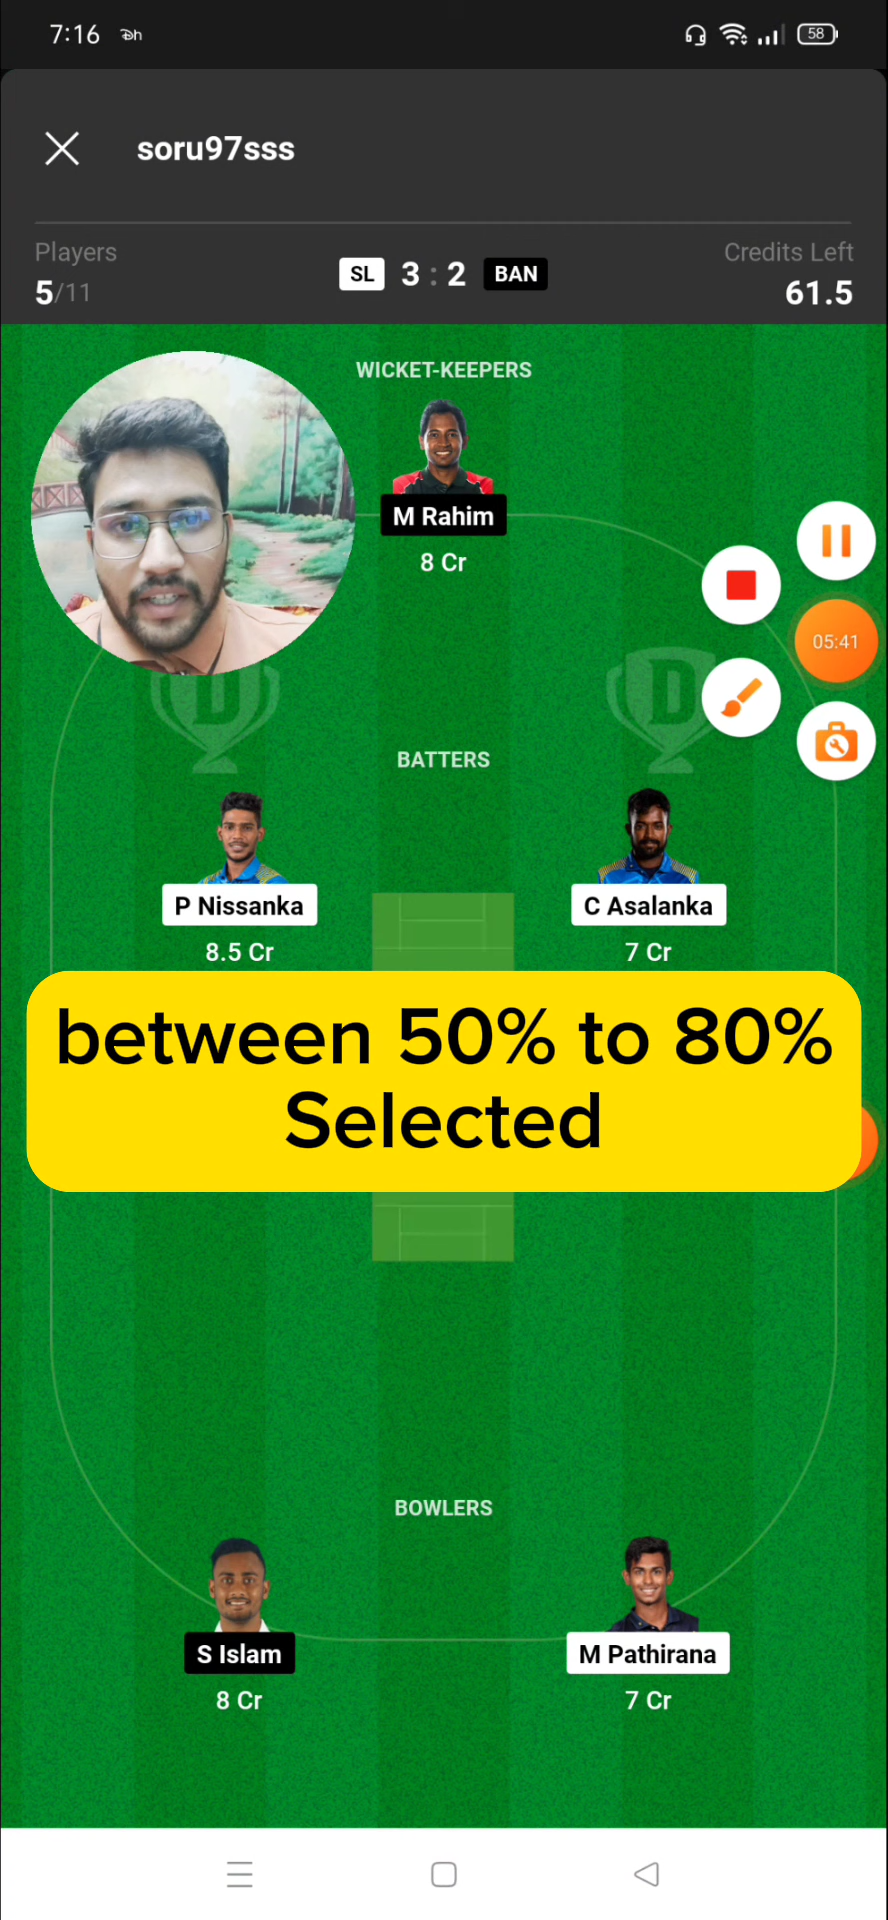 7:16 Dh 58
soru97sss
Players
5/11
SL 3 : 2 BAN
Credits Left
61.5
WICKET-KEEPERS
M Rahim
8 Cr
05:41
D D
BATTERS
P Nissanka
8.5 Cr
C Asalanka
7 Cr
between 50% to 80%
Selected
BOWLERS
S Islam
8 Cr
M Pathirana
7 Cr